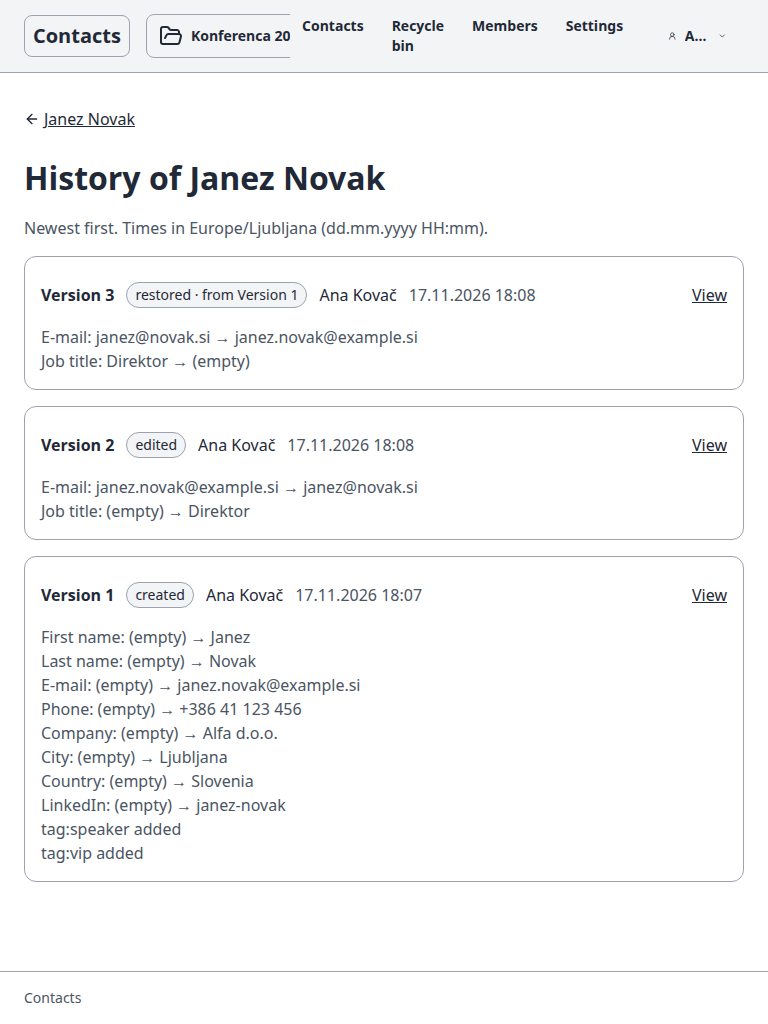 Contacts
Konferenca 20
Contacts
Recycle
bin
Members
Settings
A...
Janez Novak
History of Janez Novak
Newest first. Times in Europe/Ljubljana (dd.mm.yyyy HH:mm).
Version 3 restored · from Version 1 Ana Kovač 17.11.2026 18:08 View
E-mail: janez@novak.si → janez.novak@example.si
Job title: Direktor → (empty)
Version 2 edited Ana Kovač 17.11.2026 18:08 View
E-mail: janez.novak@example.si → janez@novak.si
Job title: (empty) → Direktor
Version 1 created Ana Kovač 17.11.2026 18:07 View
First name: (empty) → Janez
Last name: (empty) → Novak
E-mail: (empty) → janez.novak@example.si
Phone: (empty) → +386 41 123 456
Company: (empty) → Alfa d.o.o.
City: (empty) → Ljubljana
Country: (empty) → Slovenia
LinkedIn: (empty) → janez-novak
tag:speaker added
tag:vip added
Contacts